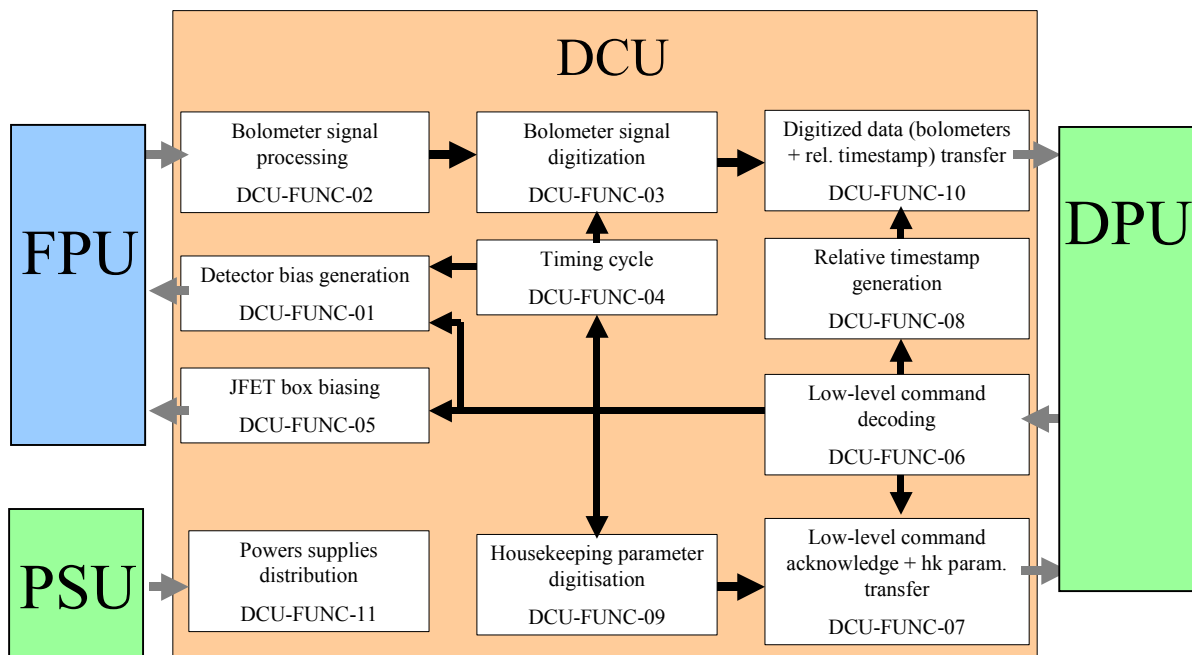 DCU
FPU
Bolometer signal
processing
DCU-FUNC-02
Bolometer signal
digitization
DCU-FUNC-03
Digitized data (bolometers
+ rel. timestamp) transfer
DCU-FUNC-10
DPU
Detector bias generation
DCU-FUNC-01
Timing cycle
DCU-FUNC-04
Relative timestamp
generation
DCU-FUNC-08
JFET box biasing
DCU-FUNC-05
Low-level command
decoding
DCU-FUNC-06
PSU
Powers supplies
distribution
DCU-FUNC-11
Housekeeping parameter
digitisation
DCU-FUNC-09
Low-level command
acknowledge + hk param.
transfer
DCU-FUNC-07